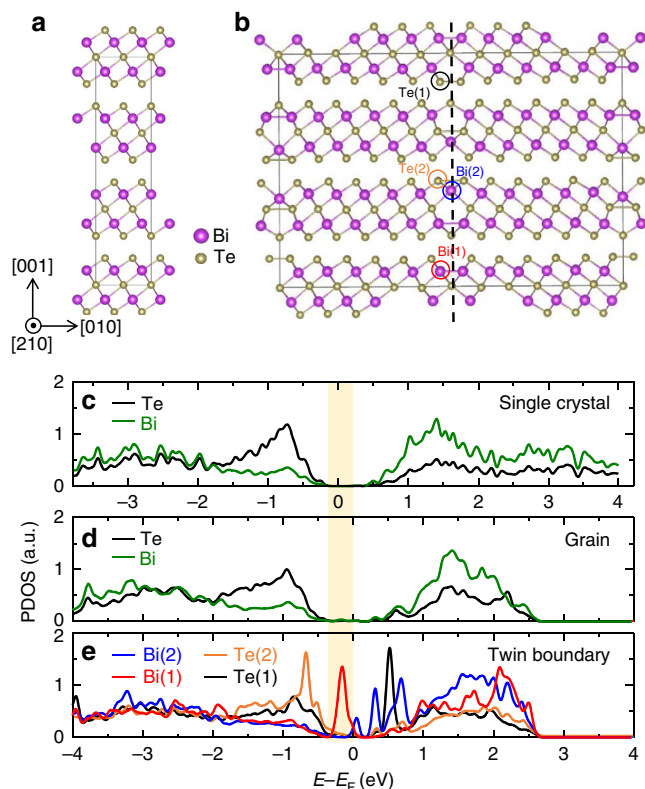 a
b
Te(1)
Te(2)
Bi(2)
Bi
Te
Bi(1)
[001]
[010]
[210]
2
1
0
c
Te
Bi
Single crystal
−3 −2 −1 0 1 2 3 4
2
1
0
d
Te
Bi
Grain
PDOS (a.u.)
2
1
0
e
Bi(2) Te(2)
Bi(1) Te(1)
Twin boundary
−4 −3 −2 −1 0 1 2 3 4
E–E_F (eV)